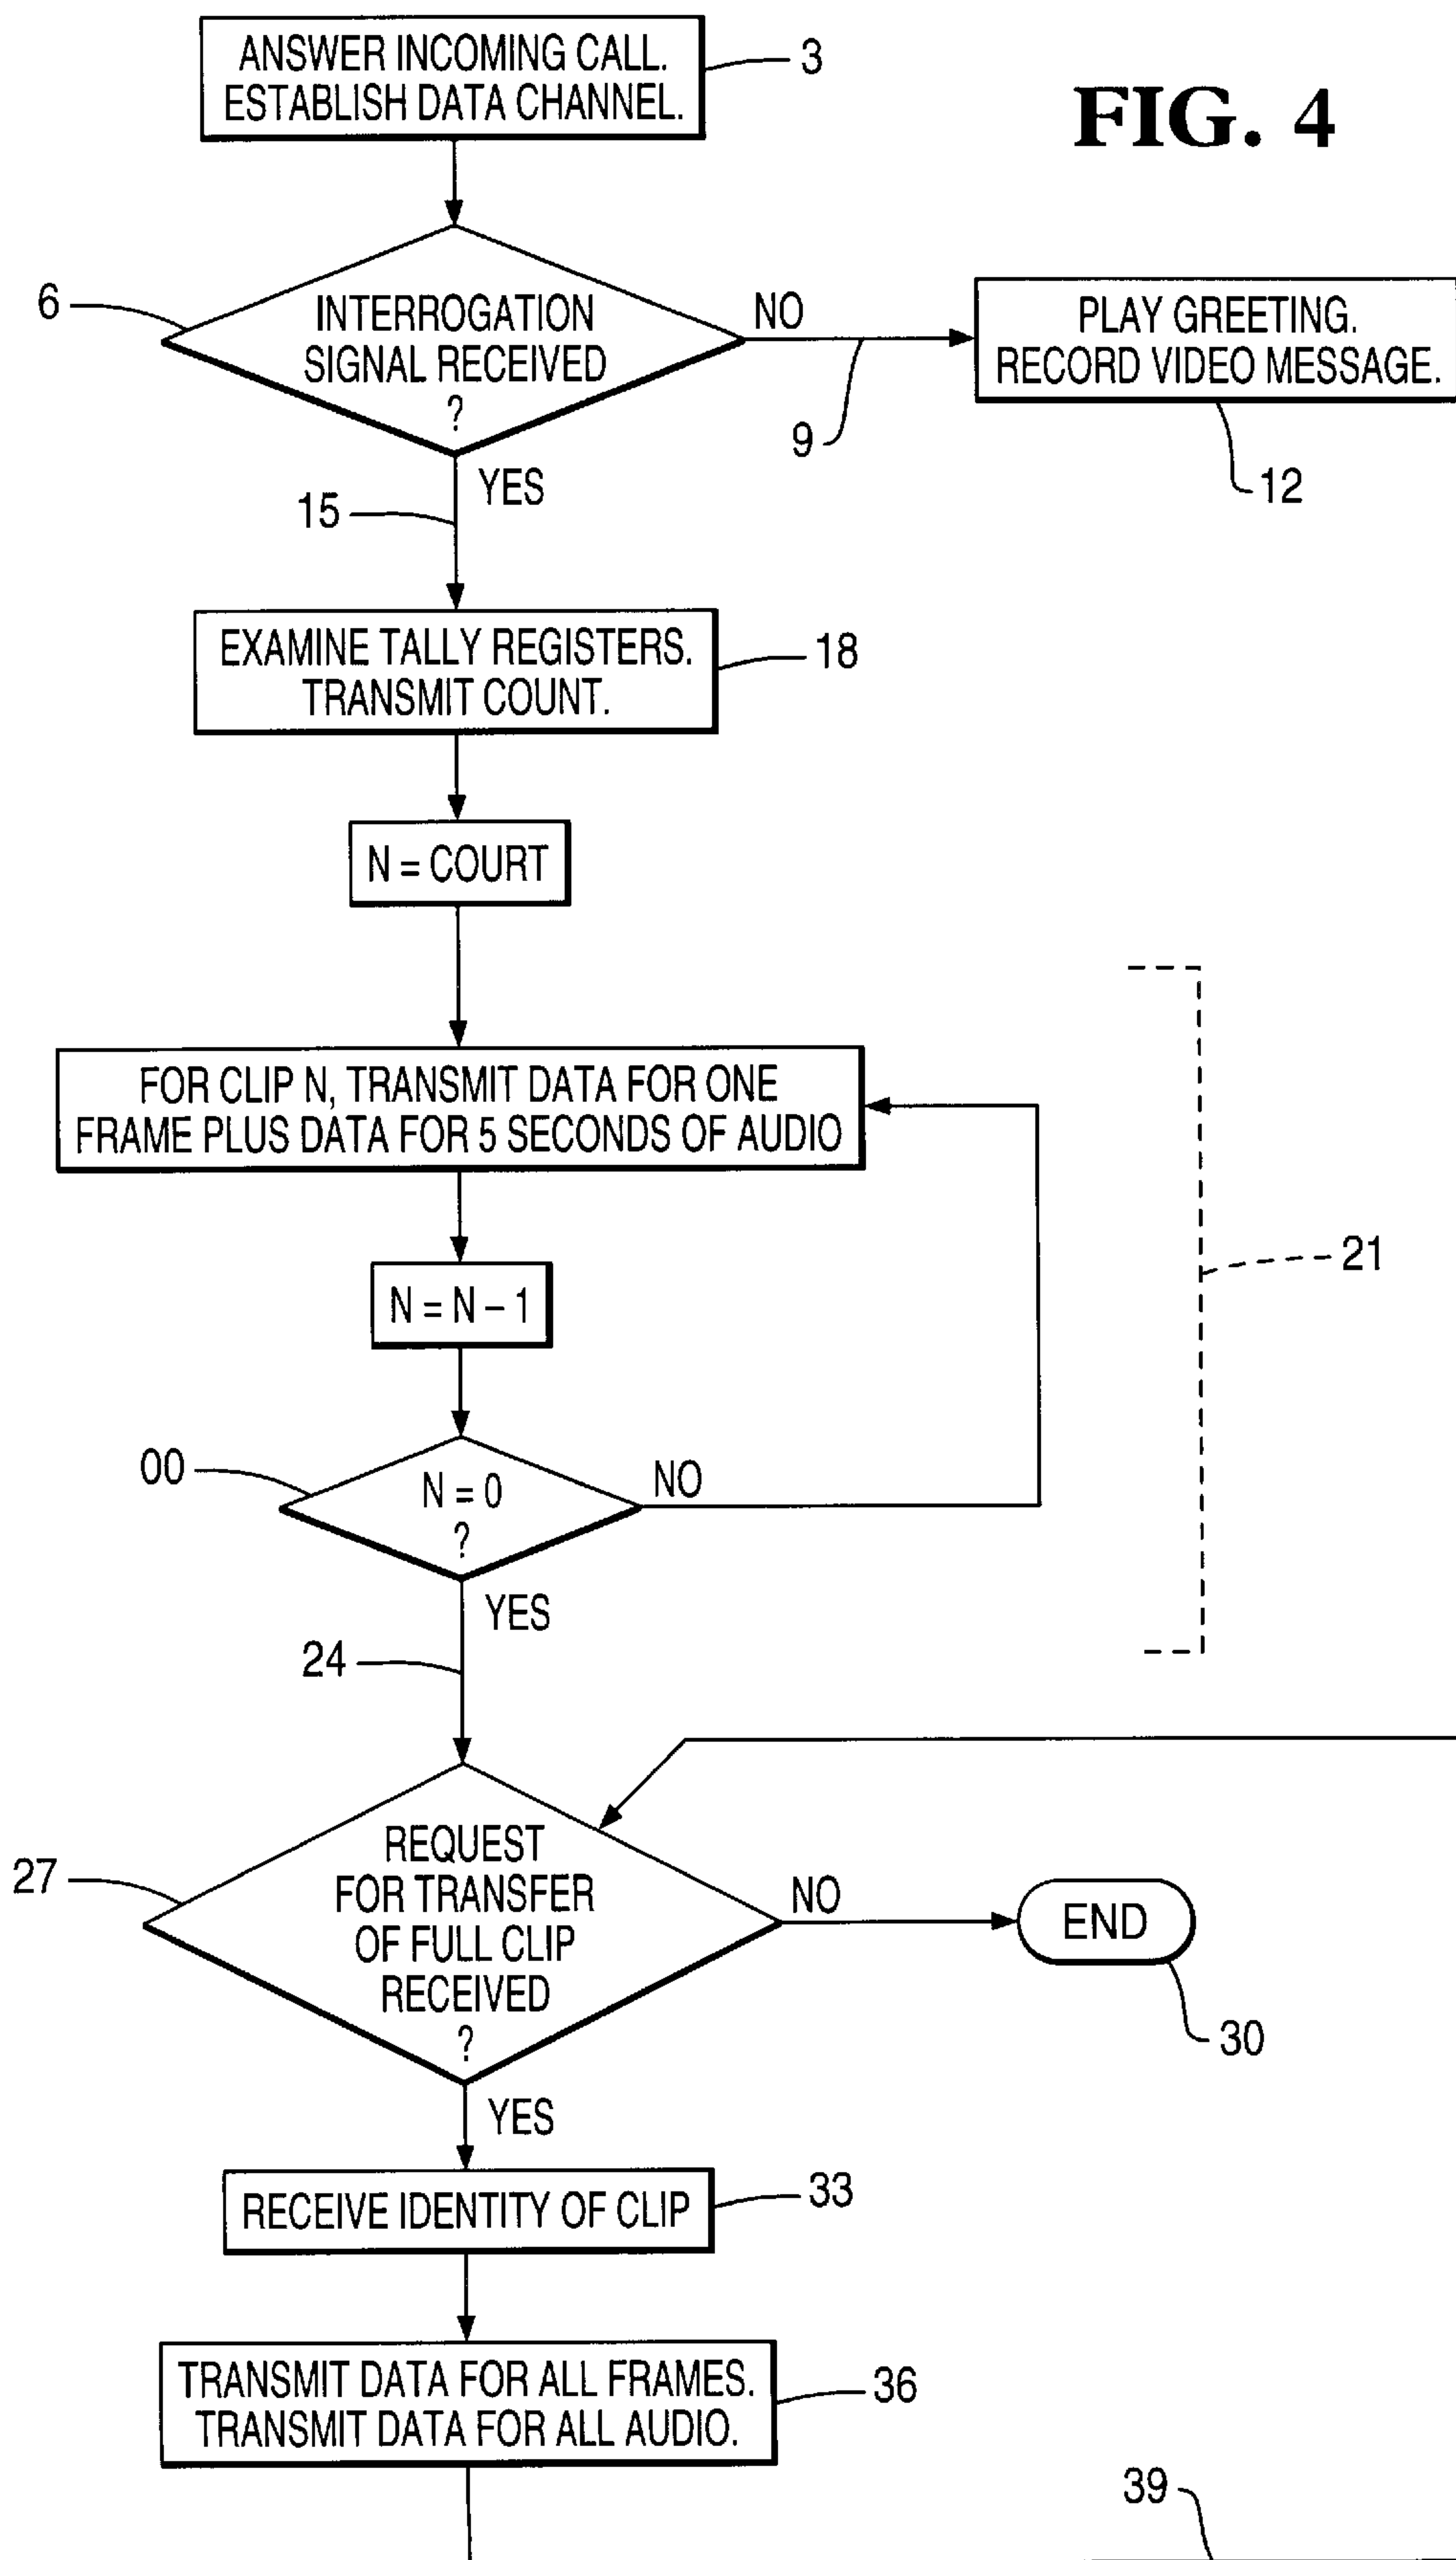 ANSWER INCOMING CALL.
ESTABLISH DATA CHANNEL.
3
FIG. 4
6
INTERROGATION
SIGNAL RECEIVED
?
NO
9
PLAY GREETING.
RECORD VIDEO MESSAGE.
12
YES
15
EXAMINE TALLY REGISTERS.
TRANSMIT COUNT.
18
N = COURT
FOR CLIP N, TRANSMIT DATA FOR ONE
FRAME PLUS DATA FOR 5 SECONDS OF AUDIO
21
N = N – 1
00
N = 0
?
NO
YES
24
27
REQUEST
FOR TRANSFER
OF FULL CLIP
RECEIVED
?
NO
END
30
YES
RECEIVE IDENTITY OF CLIP
33
TRANSMIT DATA FOR ALL FRAMES.
TRANSMIT DATA FOR ALL AUDIO.
36
39